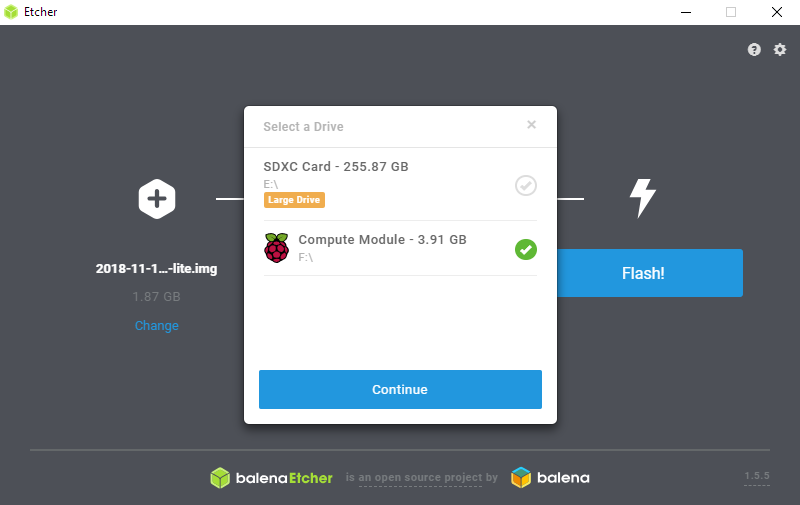 Etcher
Select a Drive
SDXC Card - 255.87 GB
E:\
Large Drive
Compute Module - 3.91 GB
F:\
2018-11-1...-lite.img
1.87 GB
Change
Flash!
Continue
balenaEtcher is an open source project by balena
1.5.5